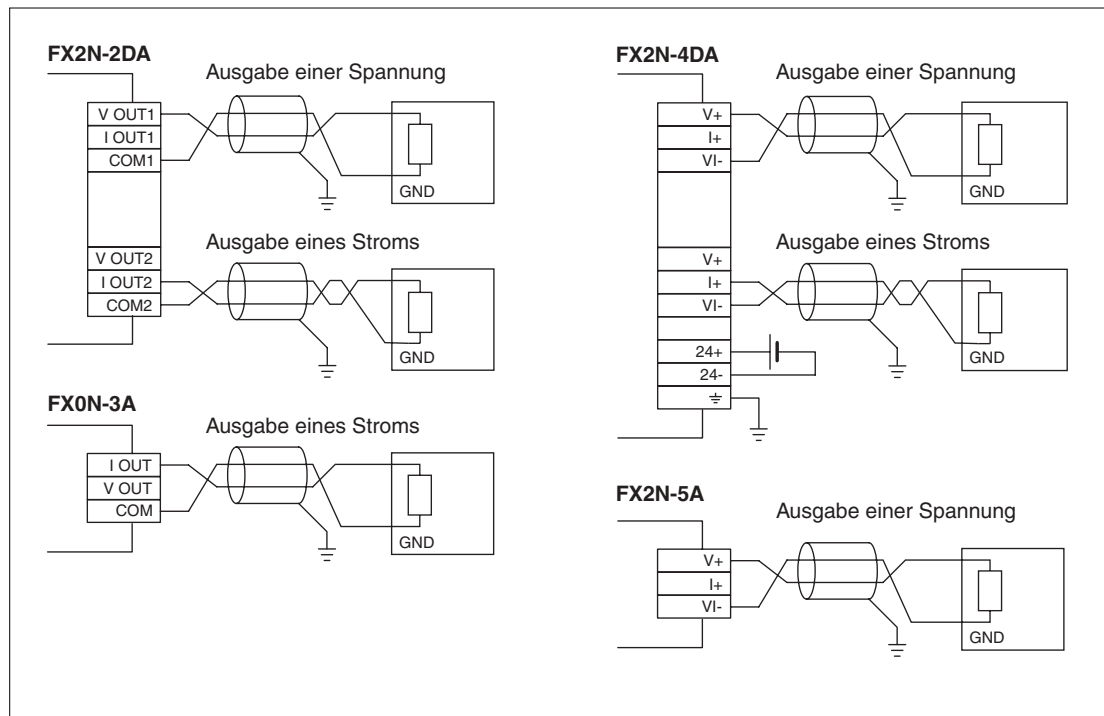 FX2N-2DA
Ausgabe einer Spannung
V OUT1
I OUT1
COM1
GND
Ausgabe eines Stroms
V OUT2
I OUT2
COM2
GND
FX0N-3A
Ausgabe eines Stroms
I OUT
V OUT
COM
GND
FX2N-4DA
Ausgabe einer Spannung
V+
I+
VI-
GND
Ausgabe eines Stroms
V+
I+
VI-
GND
24+
24-
FX2N-5A
Ausgabe einer Spannung
V+
I+
VI-
GND